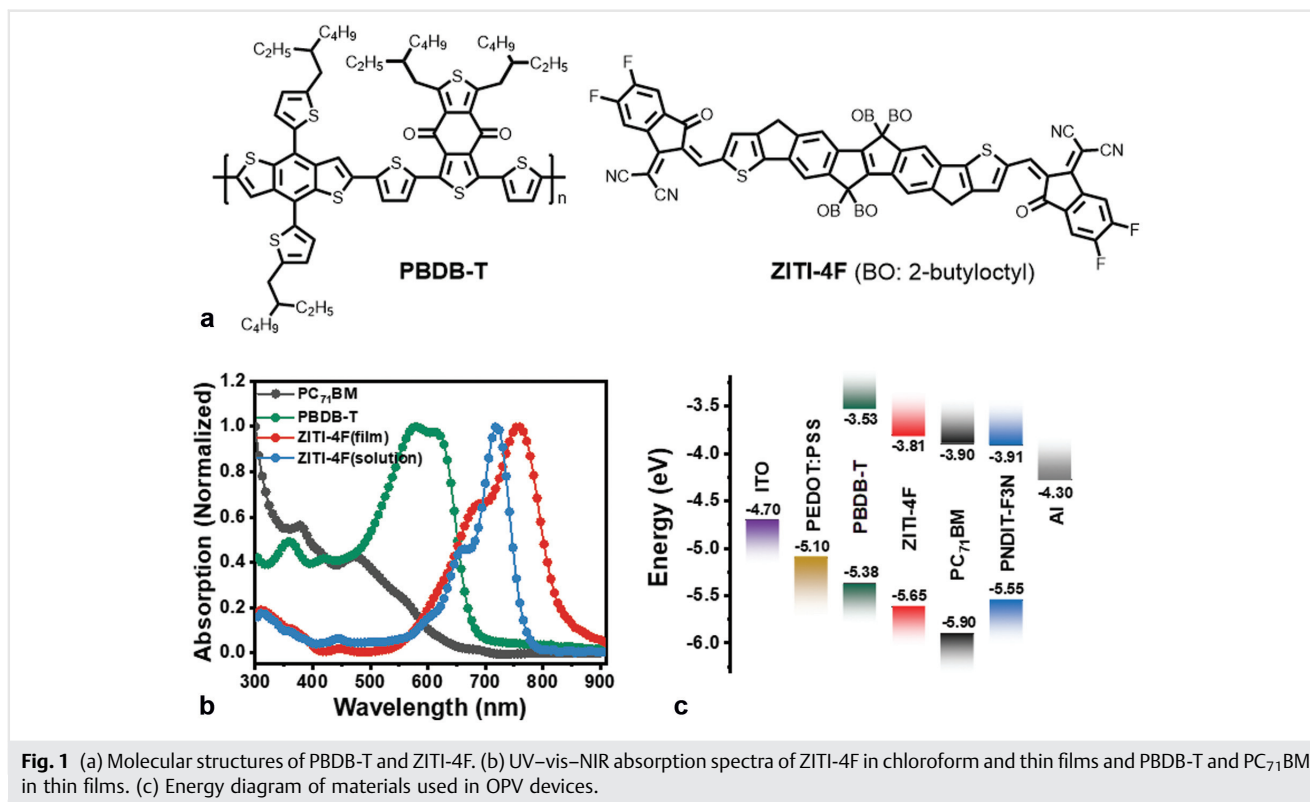 C4H9
C2H5
C4H9
C4H9
C2H5
C2H5
S
S
O
O
S
S
S
S
S
S
n
S
C2H5
C4H9
PBDB-T
F
F
O
NC
CN
S
OB
BO
OB
BO
S
NC
CN
O
F
F
ZITI-4F (BO: 2-butyloctyl)
a
Absorption (Normalized)
1.2
1.0
0.8
0.6
0.4
0.2
0.0
PC71BM
PBDB-T
ZITI-4F(film)
ZITI-4F(solution)
300 400 500 600 700 800 900
Wavelength (nm)
b
Energy (eV)
-3.5
-4.0
-4.5
-5.0
-5.5
-6.0
ITO
-4.70
PEDOT:PSS
-5.10
-3.53
PBDB-T
-5.38
-3.81
ZITI-4F
-5.65
-3.90
PC71BM
-5.90
-3.91
PNDIT-F3N
-5.55
Al
-4.30
c
Fig. 1 (a) Molecular structures of PBDB-T and ZITI-4F. (b) UV–vis–NIR absorption spectra of ZITI-4F in chloroform and thin films and PBDB-T and PC71BM
in thin films. (c) Energy diagram of materials used in OPV devices.